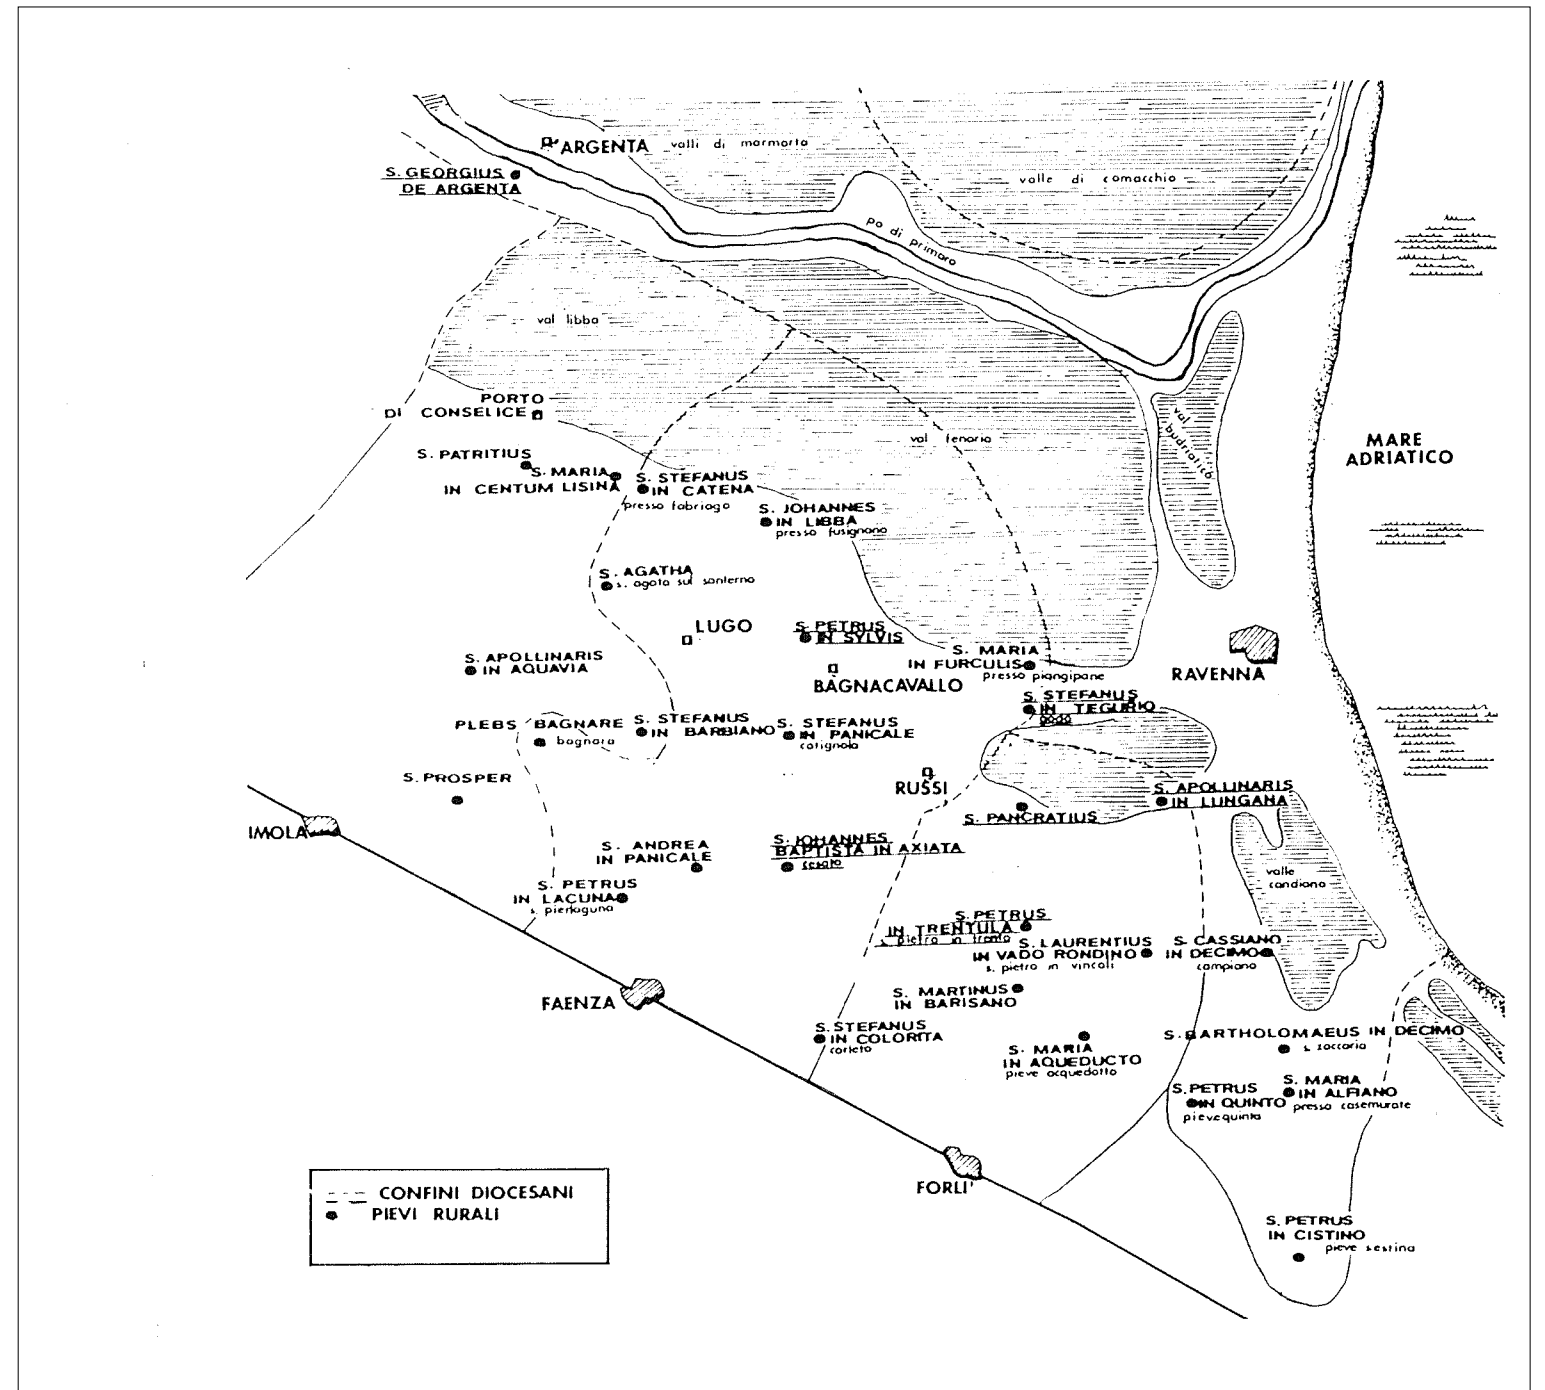 ARGENTA
valli di marmorta
S. GEORGIUS
DE ARGENTA
valle di comacchio
po di primaro
val libba
PORTO
DI CONSELICE
val fenaria
val budriatico
MARE
ADRIATICO
S. PATRITIUS
S. MARIA
IN CENTUM LISINA
S. STEFANUS
IN CATENA
presso fabriago
S. JOHANNES
IN LIBBA
presso fusignano
S. AGATHA
s. agata sul santerno
LUGO
S. PETRUS
IN SYLVIS
S. MARIA
IN FURCULIS
presso piangipane
RAVENNA
S. APOLLINARIS
IN AQUAVIA
BAGNACAVALLO
S. STEFANUS
IN TEGURIO
PLEBS BAGNARE
bagnara
S. STEFANUS
IN BARBIANO
S. STEFANUS
IN PANICALE
cotignola
S. PROSPER
RUSSI
S. APOLLINARIS
IN LUNGANA
S. PANCRATIUS
IMOLA
S. ANDREA
IN PANICALE
S. JOHANNES
BAPTISTA IN AXIATA
cesato
valle
candiana
S. PETRUS
IN LACUNA
s. pierlaguna
S. PETRUS
IN TRENTULA
s. pietro in trento
S. LAURENTIUS
IN VADO RONDINO
s. pietro in vincoli
S. CASSIANO
IN DECIMO
campiano
FAENZA
S. MARTINUS
IN BARISANO
S. STEFANUS
IN COLORITA
corleto
S. MARIA
IN AQUEDUCTO
pieve acquedotto
S. BARTHOLOMAEUS IN DECIMO
s. zaccaria
S. PETRUS
IN QUINTO
pievequinta
S. MARIA
IN ALFIANO
presso casemurate
FORLI'
CONFINI DIOCESANI
PIEVI RURALI
S. PETRUS
IN CISTINO
pieve sestina